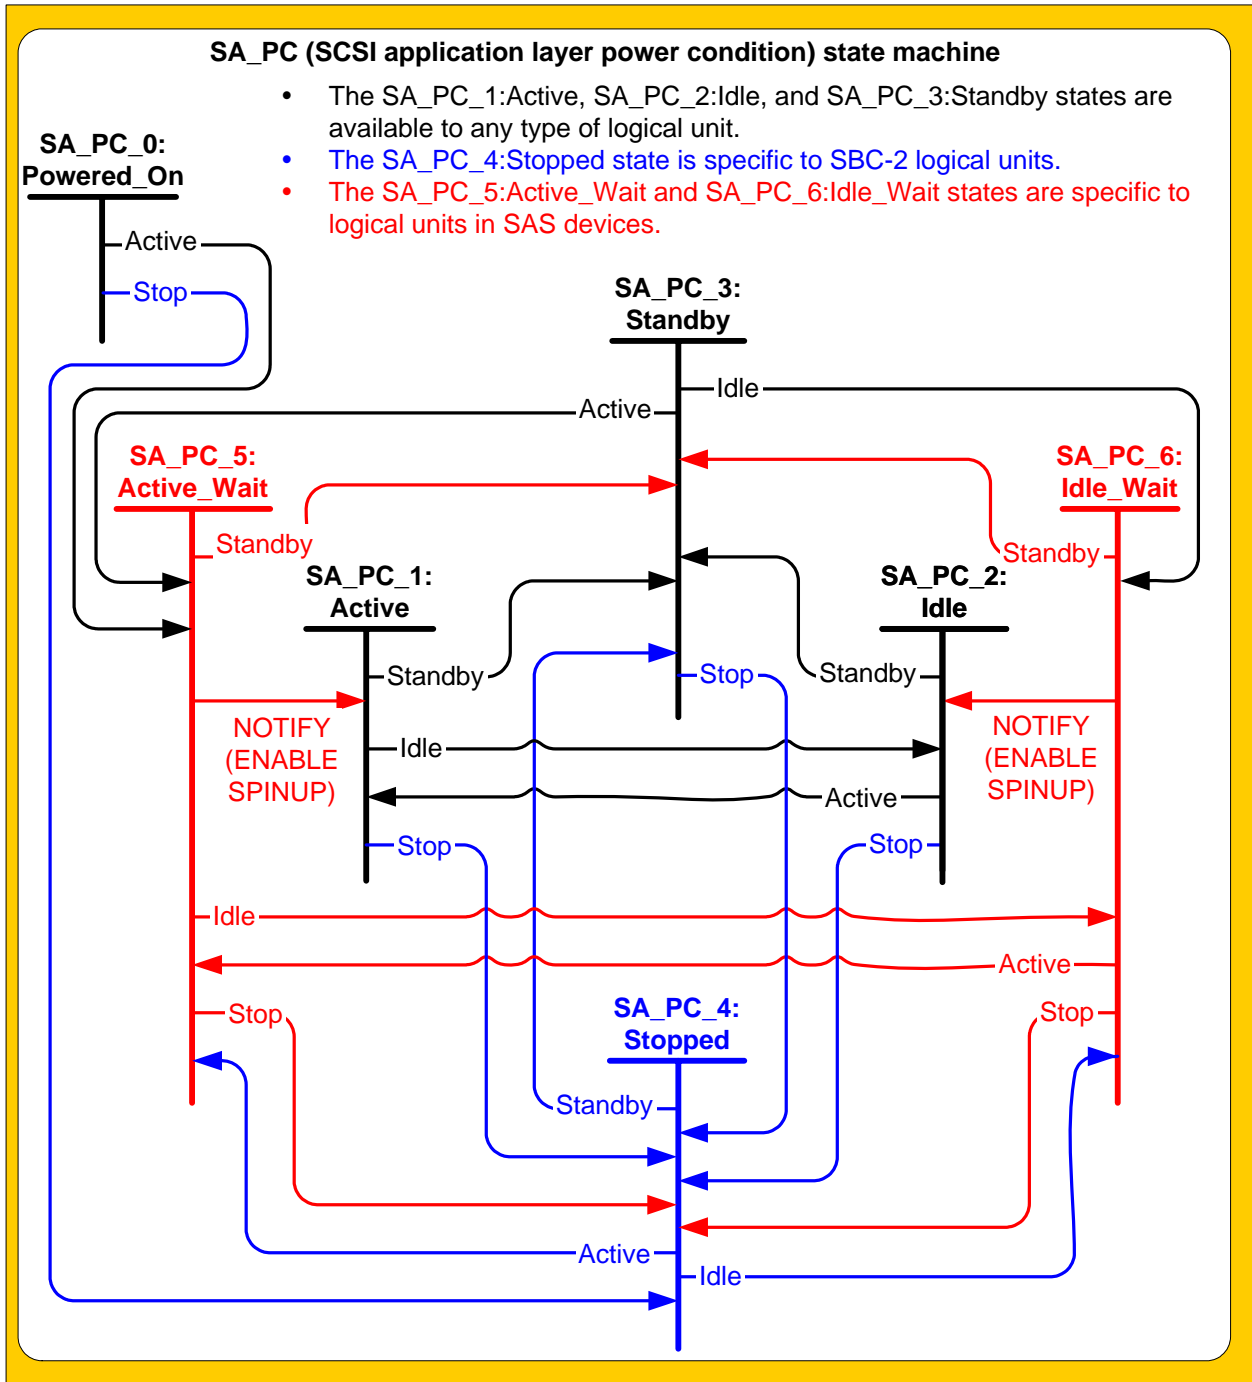 SA_PC (SCSI application layer power condition) state machine
• The SA_PC_1:Active, SA_PC_2:Idle, and SA_PC_3:Standby states are
available to any type of logical unit.
• The SA_PC_4:Stopped state is specific to SBC-2 logical units.
• The SA_PC_5:Active_Wait and SA_PC_6:Idle_Wait states are specific to
logical units in SAS devices.
SA_PC_0:
Powered_On
Active
Stop
SA_PC_3:
Standby
Idle
Active
SA_PC_5:
Active_Wait
SA_PC_6:
Idle_Wait
Standby
Standby
SA_PC_1:
Active
SA_PC_2:
Idle
Standby
Stop
Standby
NOTIFY
(ENABLE
SPINUP)
NOTIFY
(ENABLE
SPINUP)
Idle
Active
Stop
Stop
Idle
Active
Stop
SA_PC_4:
Stopped
Stop
Standby
Active
Idle